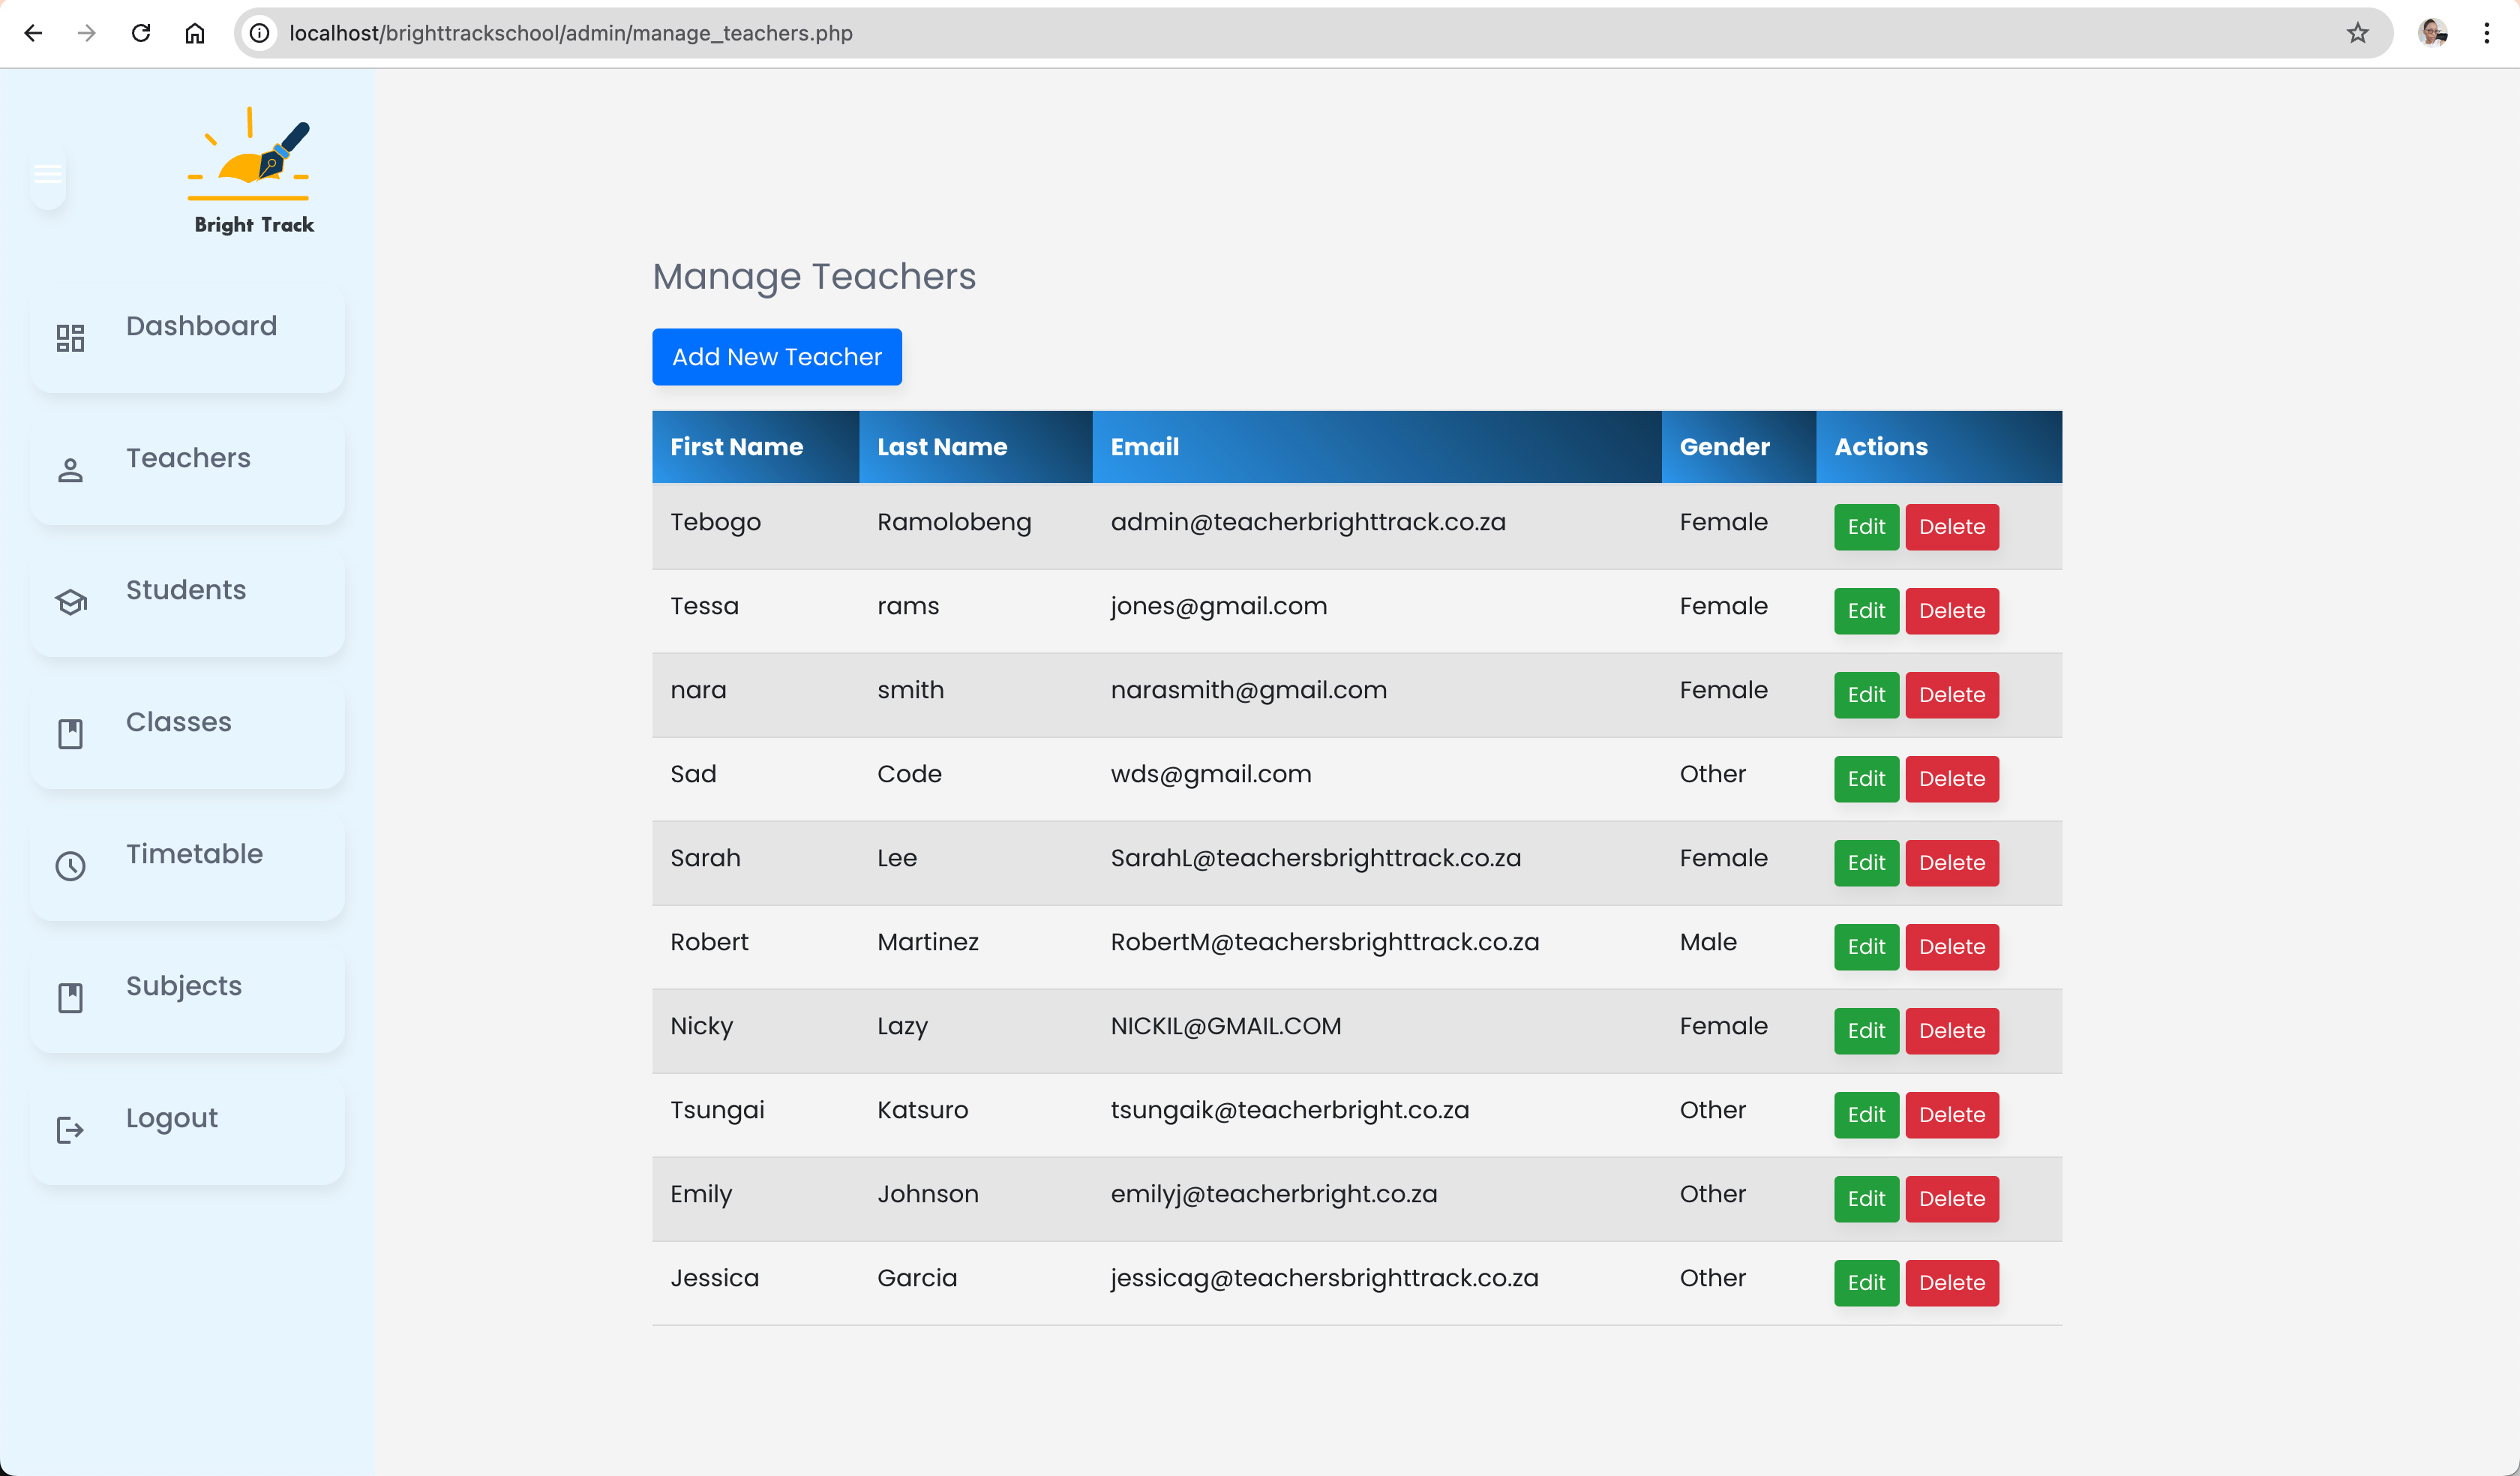 localhost/brighttrackschool/admin/manage_teachers.php
Bright Track
Dashboard
Teachers
Students
Classes
Timetable
Subjects
Logout
Manage Teachers
Add New Teacher
First Name Last Name Email Gender Actions
Tebogo Ramolobeng admin@teacherbrighttrack.co.za Female Edit Delete
Tessa rams jones@gmail.com Female Edit Delete
nara smith narasmith@gmail.com Female Edit Delete
Sad Code wds@gmail.com Other Edit Delete
Sarah Lee SarahL@teachersbrighttrack.co.za Female Edit Delete
Robert Martinez RobertM@teachersbrighttrack.co.za Male Edit Delete
Nicky Lazy NICKIL@GMAIL.COM Female Edit Delete
Tsungai Katsuro tsungaik@teacherbright.co.za Other Edit Delete
Emily Johnson emilyj@teacherbright.co.za Other Edit Delete
Jessica Garcia jessicag@teachersbrighttrack.co.za Other Edit Delete